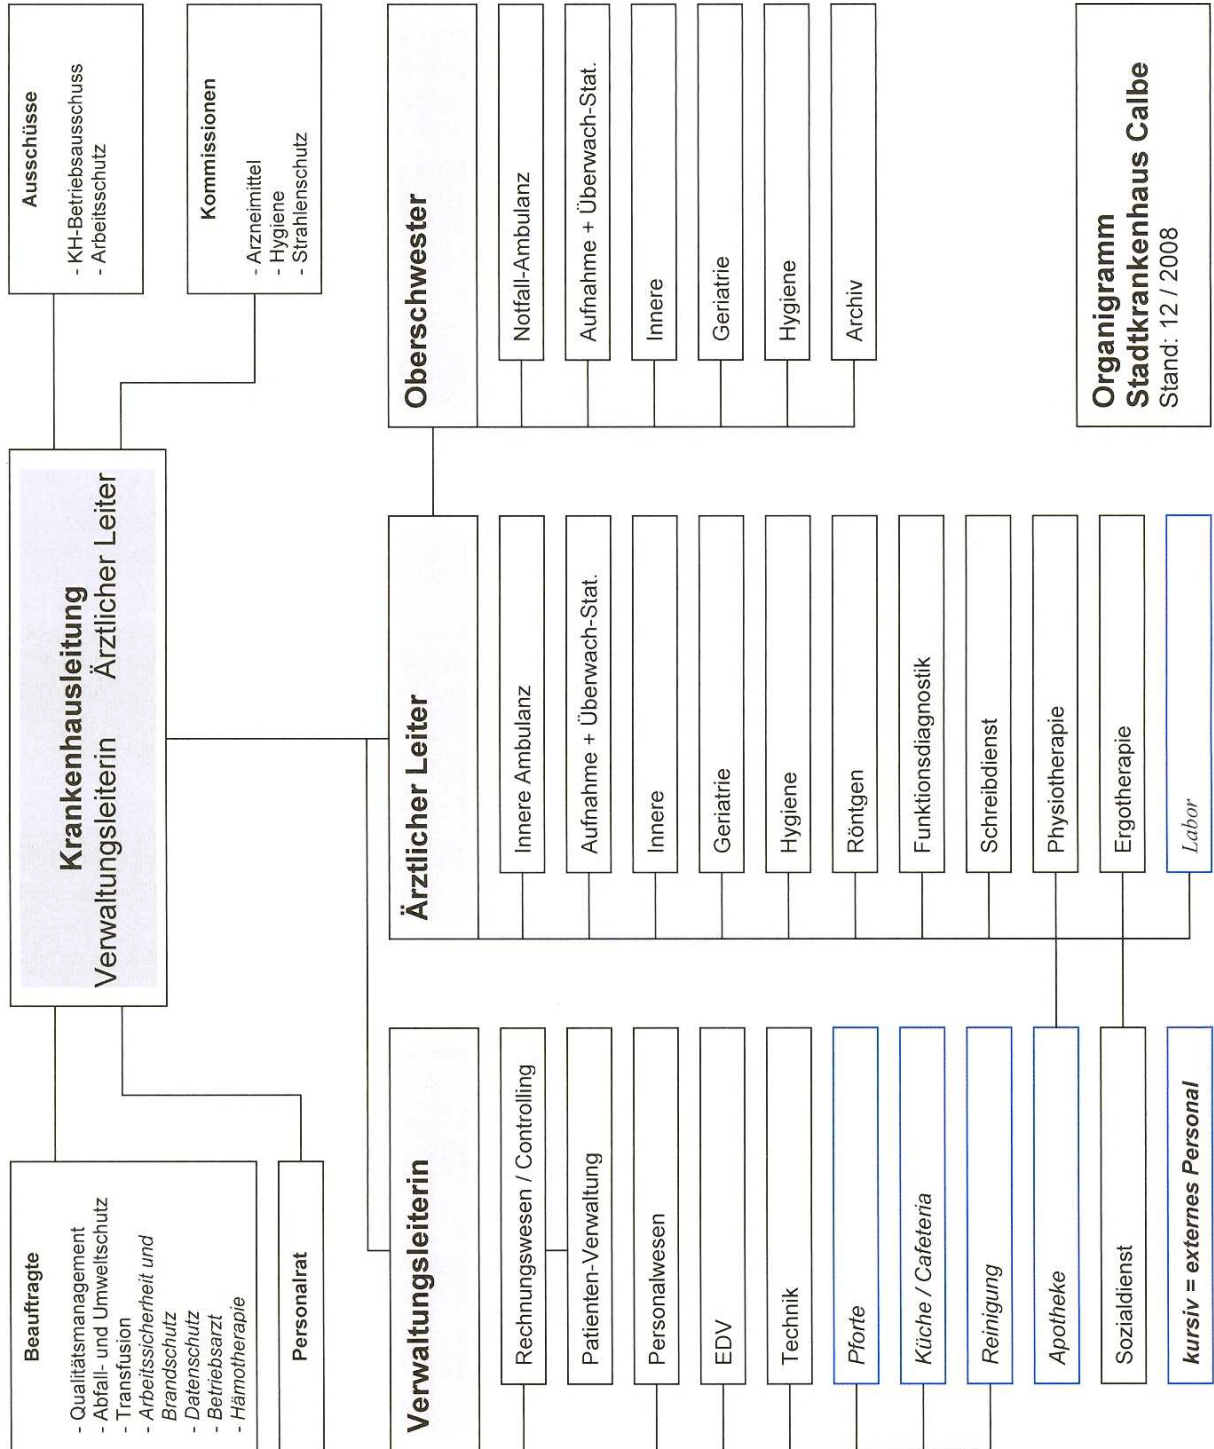 Beauftragte
- Qualitätsmanagement
- Abfall- und Umweltschutz
- Transfusion
- Arbeitssicherheit und
Brandschutz
- Datenschutz
- Betriebsarzt
- Hämotherapie
Personalrat
Krankenhausleitung
Verwaltungsleiterin Ärztlicher Leiter
Ausschüsse
- KH-Betriebsausschuss
- Arbeitsschutz
Kommissionen
- Arzneimittel
- Hygiene
- Strahlenschutz
Verwaltungsleiterin
Rechnungswesen / Controlling
Patienten-Verwaltung
Personalwesen
EDV
Technik
Pforte
Küche / Cafeteria
Reinigung
Apotheke
Sozialdienst
kursiv = externes Personal
Ärztlicher Leiter
Innere Ambulanz
Aufnahme + Überwach-Stat.
Innere
Geriatrie
Hygiene
Röntgen
Funktionsdiagnostik
Schreibdienst
Physiotherapie
Ergotherapie
Labor
Oberschwester
Notfall-Ambulanz
Aufnahme + Überwach-Stat.
Innere
Geriatrie
Hygiene
Archiv
Organigramm
Stadtkrankenhaus Calbe
Stand: 12 / 2008